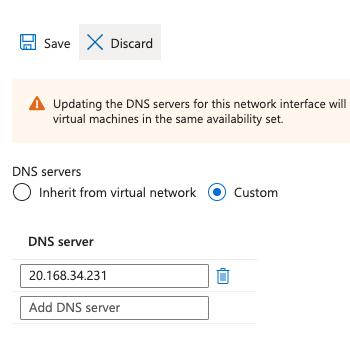 Save Discard
Updating the DNS servers for this network interface will
virtual machines in the same availability set.
DNS servers
Inherit from virtual network Custom
DNS server
20.168.34.231
Add DNS server